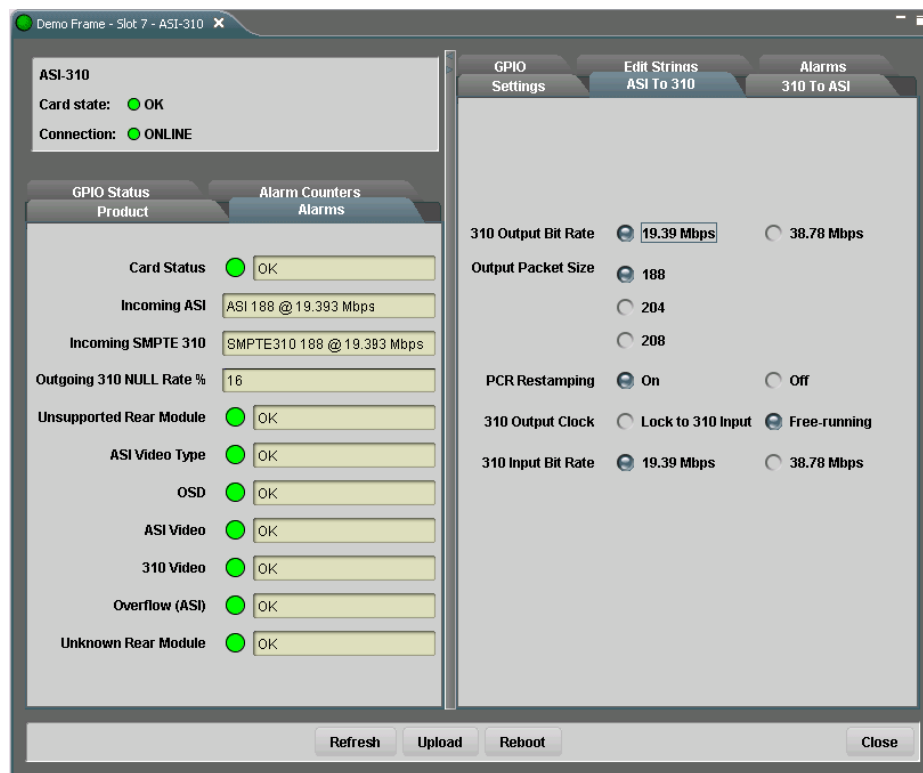 Demo Frame - Slot 7 - ASI-310
ASI-310
Card state: OK
Connection: ONLINE
GPIO Status Alarm Counters
Product Alarms
Card Status OK
Incoming ASI ASI 188 @ 19.393 Mbps
Incoming SMPTE 310 SMPTE310 188 @ 19.393 Mbps
Outgoing 310 NULL Rate % 16
Unsupported Rear Module OK
ASI Video Type OK
OSD OK
ASI Video OK
310 Video OK
Overflow (ASI) OK
Unknown Rear Module OK
GPIO Edit Strings Alarms
Settings ASI To 310 310 To ASI
310 Output Bit Rate 19.39 Mbps 38.78 Mbps
Output Packet Size 188
204
208
PCR Restamping On Off
310 Output Clock Lock to 310 Input Free-running
310 Input Bit Rate 19.39 Mbps 38.78 Mbps
Refresh Upload Reboot Close